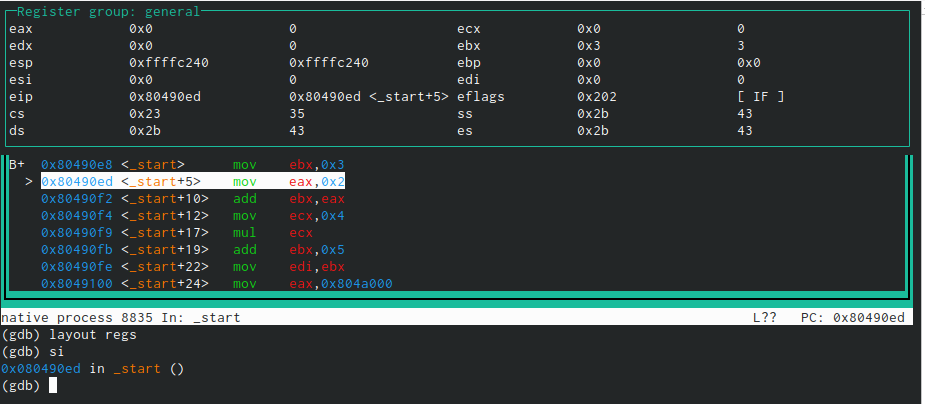 Register group: general
eax 0x0 0 ecx 0x0 0
edx 0x0 0 ebx 0x3 3
esp 0xffffc240 0xffffc240 ebp 0x0 0x0
esi 0x0 0 edi 0x0 0
eip 0x80490ed 0x80490ed <_start+5> eflags 0x202 [ IF ]
cs 0x23 35 ss 0x2b 43
ds 0x2b 43 es 0x2b 43
B+ 0x80490e8 <_start> mov ebx,0x3
> 0x80490ed <_start+5> mov eax,0x2
0x80490f2 <_start+10> add ebx,eax
0x80490f4 <_start+12> mov ecx,0x4
0x80490f9 <_start+17> mul ecx
0x80490fb <_start+19> add ebx,0x5
0x80490fe <_start+22> mov edi,ebx
0x8049100 <_start+24> mov eax,0x804a000
native process 8835 In: _start L?? PC: 0x80490ed
(gdb) layout regs
(gdb) si
0x080490ed in _start ()
(gdb)